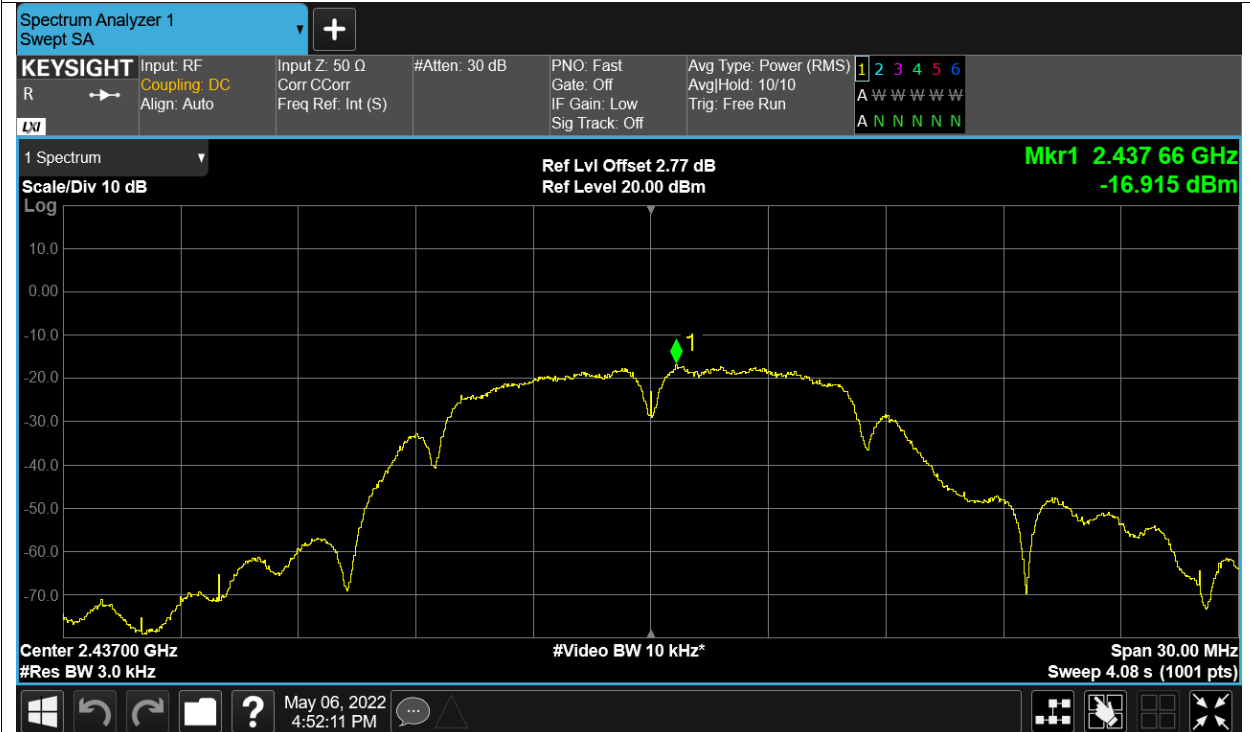 Spectrum Analyzer 1
Swept SA
▼
+
KEYSIGHT
R
LXI
Input: RF
Coupling: DC
Align: Auto
Input Z: 50 Ω
Corr CCorr
Freq Ref: Int (S)
#Atten: 30 dB
PNO: Fast
Gate: Off
IF Gain: Low
Sig Track: Off
Avg Type: Power (RMS)
Avg|Hold: 10/10
Trig: Free Run
1 2 3 4 5 6
A W W W W W
A N N N N N
1 Spectrum
▼
Scale/Div 10 dB
Log
Ref Lvl Offset 2.77 dB
Ref Level 20.00 dBm
Mkr1 2.437 66 GHz
-16.915 dBm
10.0
0.00
-10.0
-20.0
-30.0
-40.0
-50.0
-60.0
-70.0
1
Center 2.43700 GHz
#Res BW 3.0 kHz
#Video BW 10 kHz*
Span 30.00 MHz
Sweep 4.08 s (1001 pts)
?
May 06, 2022
4:52:11 PM